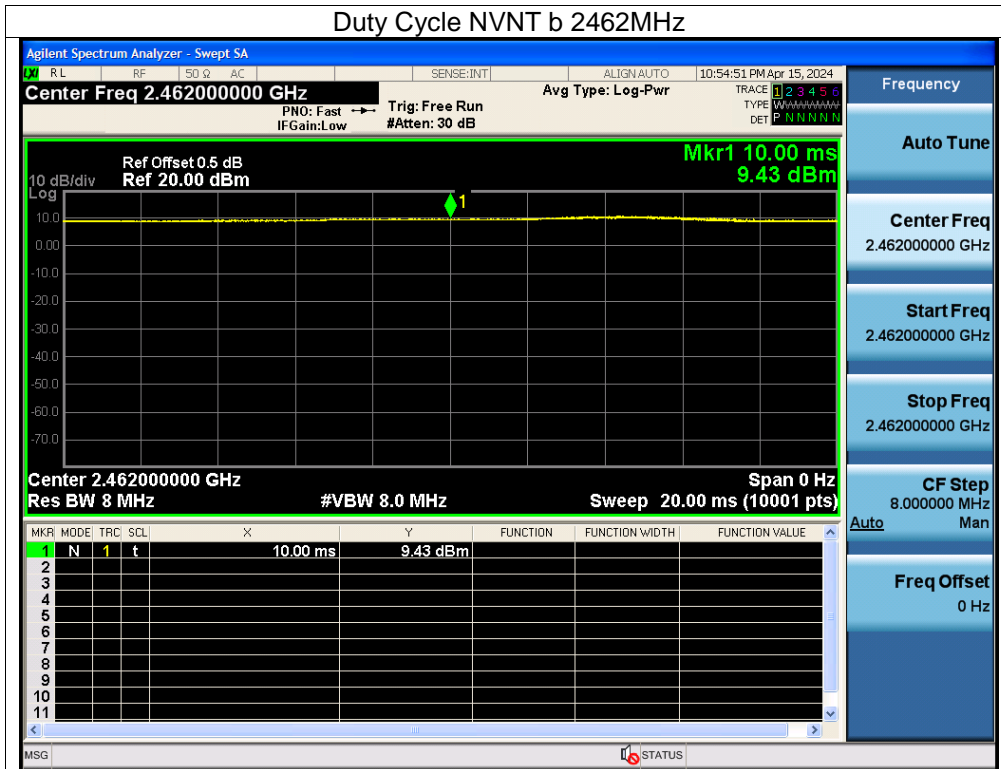 Duty Cycle NVNT b 2462MHz
Agilent Spectrum Analyzer - Swept SA
LXI RL RF 50 Ω AC SENSE:INT ALIGN AUTO 10:54:51 PM Apr 15, 2024
Center Freq 2.462000000 GHz
PNO: Fast
IFGain:Low
Trig: Free Run
#Atten: 30 dB
Avg Type: Log-Pwr
TRACE 1 2 3 4 5 6
TYPE WWWWWW
DET P N N N N N
Ref Offset 0.5 dB
10 dB/div Ref 20.00 dBm
Log
Mkr1 10.00 ms
9.43 dBm
1
10.0
0.00
-10.0
-20.0
-30.0
-40.0
-50.0
-60.0
-70.0
Center 2.462000000 GHz Span 0 Hz
Res BW 8 MHz #VBW 8.0 MHz Sweep 20.00 ms (10001 pts)
MKR MODE TRC SCL X Y FUNCTION FUNCTION WIDTH FUNCTION VALUE
1 N 1 t 10.00 ms 9.43 dBm
2
3
4
5
6
7
8
9
10
11
MSG STATUS
Frequency
Auto Tune
Center Freq
2.462000000 GHz
Start Freq
2.462000000 GHz
Stop Freq
2.462000000 GHz
CF Step
8.000000 MHz
Auto Man
Freq Offset
0 Hz